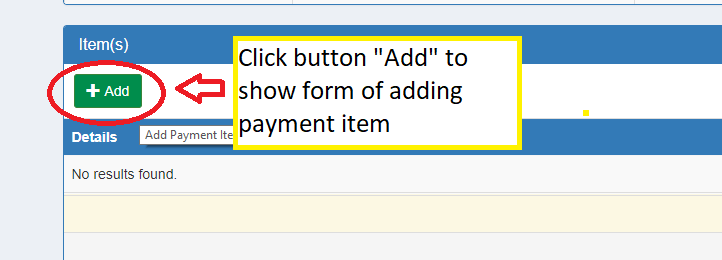 Item(s)
Click button "Add" to
show form of adding
payment item
+ Add
Details
Add Payment Ite
No results found.